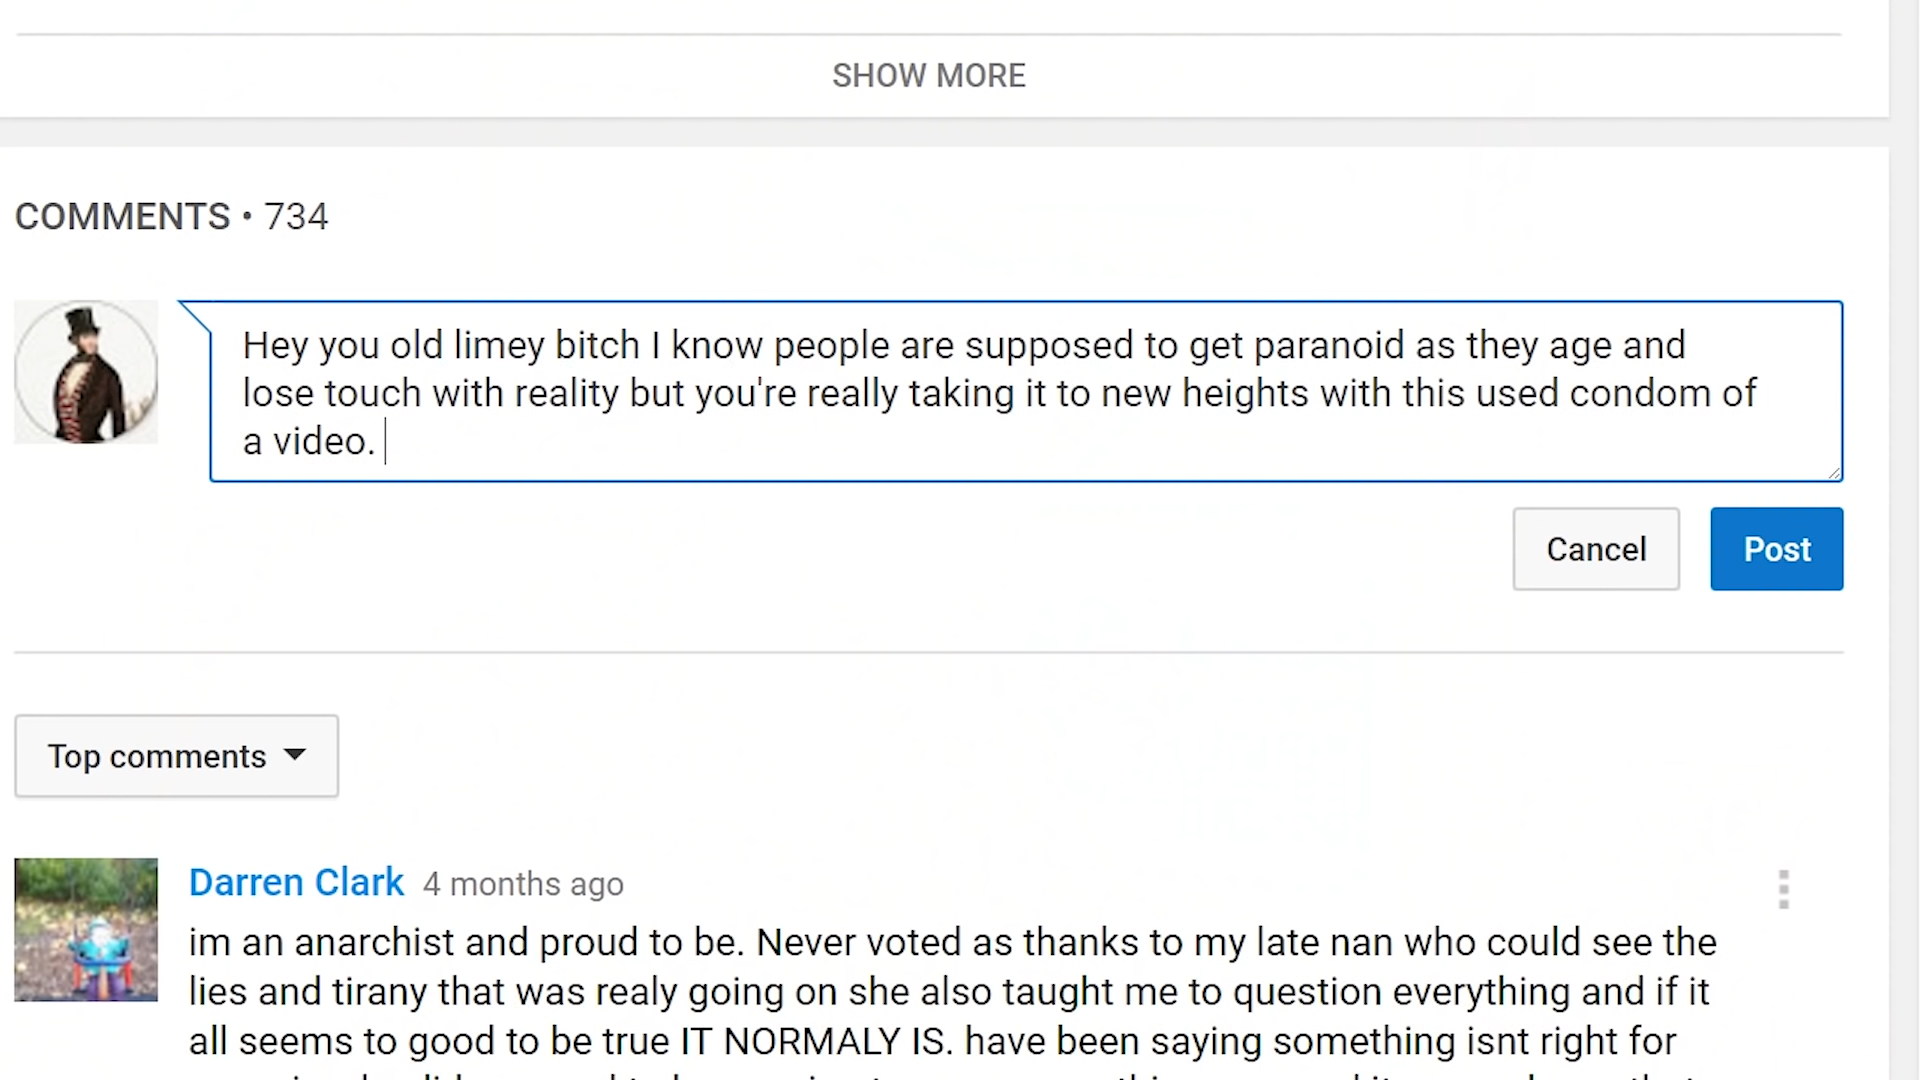 SHOW MORE
COMMENTS • 734
Hey you old limey bitch I know people are supposed to get paranoid as they age and
lose touch with reality but you're really taking it to new heights with this used condom of
a video.
Cancel
Post
Top comments
Darren Clark 4 months ago
im an anarchist and proud to be. Never voted as thanks to my late nan who could see the
lies and tirany that was realy going on she also taught me to question everything and if it
all seems to good to be true IT NORMALY IS. have been saying something isnt right for